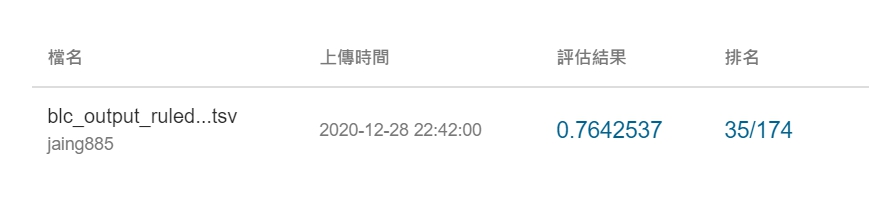 檔名 上傳時間 評估結果 排名
blc_output_ruled...tsv
jaing885
2020-12-28 22:42:00
0.7642537
35/174